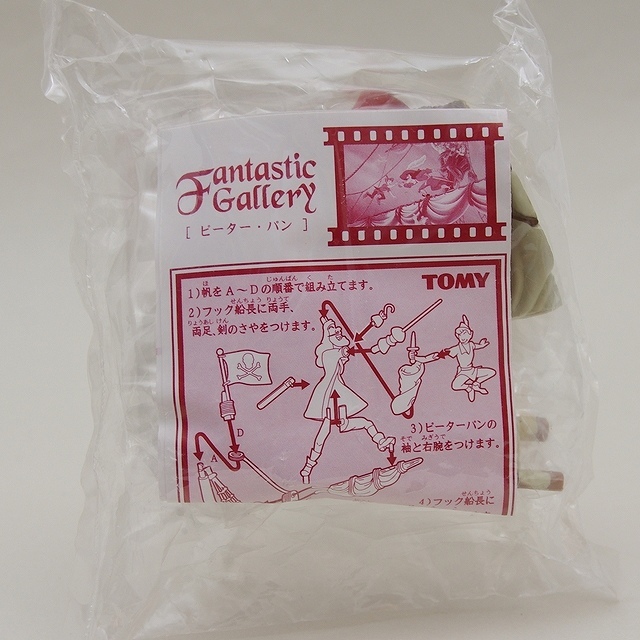 Fantastic
Gallery
[ ピーター・パン ]
TOMY
1)帆をA〜Dの順番で組み立てます。
2)フック船長に両手、
両足、剣のさやをつけます。
D
A
3)ピーターパンの
袖と右腕をつけます。
4)フック船長に